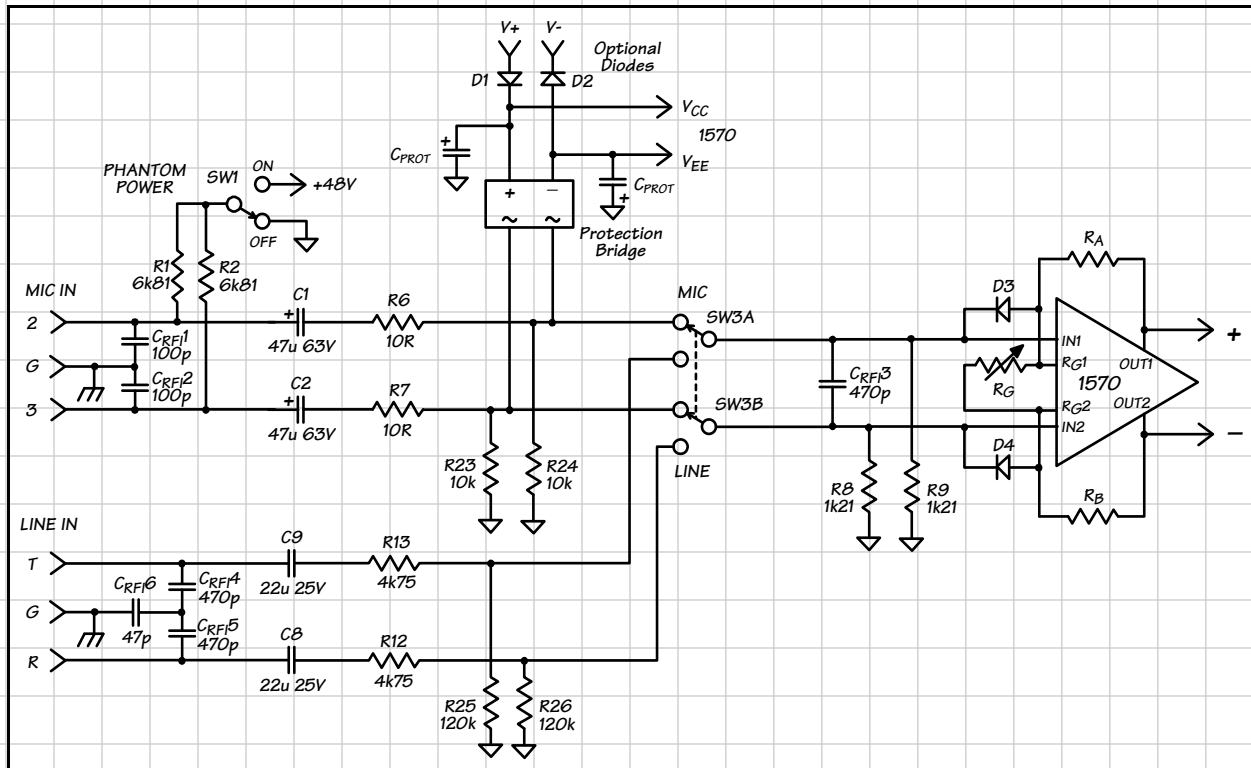 V+ V-
Optional
Diodes
D1 D2
VCC
1570
VEE
+
CPROT
CPROT
+
+ −
~ ~
Protection
Bridge
PHANTOM
POWER
SW1
ON
+48V
OFF
R1
6k81
R2
6k81
MIC IN
2
G
3
CRFI1
100p
CRFI2
100p
C1
+
47u 63V
R6
10R
C2
+
47u 63V
R7
10R
R23
10k
R24
10k
MIC
SW3A
SW3B
LINE
CRFI3
470p
R8
1k21
R9
1k21
D3
D4
RA
RB
RG
IN1
RG1
1570
OUT1
RG2
OUT2
IN2
+
−
LINE IN
T
G
R
CRFI6
47p
CRFI4
470p
CRFI5
470p
C9
22u 25V
R13
4k75
C8
22u 25V
R12
4k75
R25
120k
R26
120k